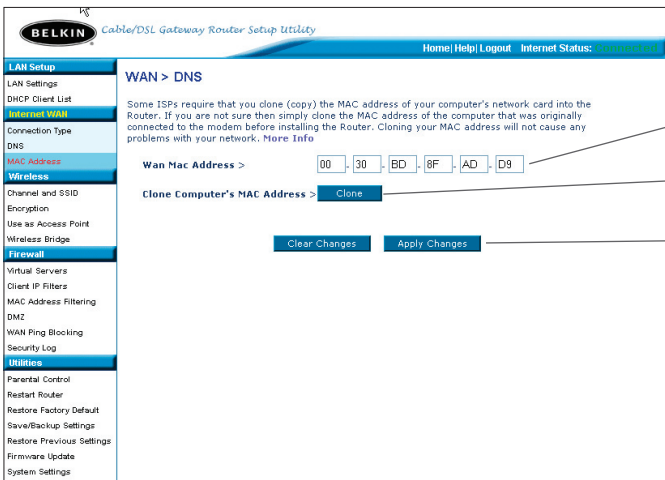 BELKIN Cable/DSL Gateway Router Setup Utility
Home| Help| Logout Internet Status: Connected
LAN Setup
LAN Settings
DHCP Client List
Internet WAN
Connection Type
DNS
MAC Address
Wireless
Channel and SSID
Encryption
Use as Access Point
Wireless Bridge
Firewall
Virtual Servers
Client IP Filters
MAC Address Filtering
DMZ
WAN Ping Blocking
Security Log
Utilities
Parental Control
Restart Router
Restore Factory Default
Save/Backup Settings
Restore Previous Settings
Firmware Update
System Settings
WAN > DNS
Some ISPs require that you clone (copy) the MAC address of your computer's network card into the
Router. If you are not sure then simply clone the MAC address of the computer that was originally
connected to the modem before installing the Router. Cloning your MAC address will not cause any
problems with your network. More Info
Wan Mac Address > 00 . 30 . BD . 8F . AD . D9
Clone Computer's MAC Address > Clone
Clear Changes Apply Changes